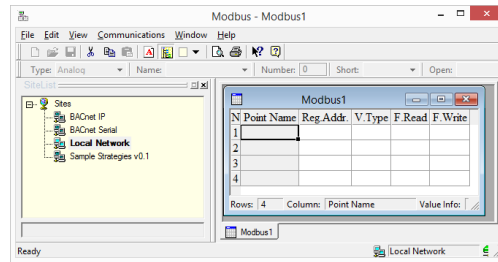 Modbus - Modbus1
File Edit View Communications Window Help
Type: Analog Name: Number: 0 Short: Open:
SiteList
Sites
BACnet IP
BACnet Serial
Local Network
Sample Strategies v0.1
Modbus1
N Point Name Reg.Addr. V.Type F.Read F.Write
1
2
3
4
Rows: 4 Column: Point Name Value Info:
Modbus1
Ready Local Network